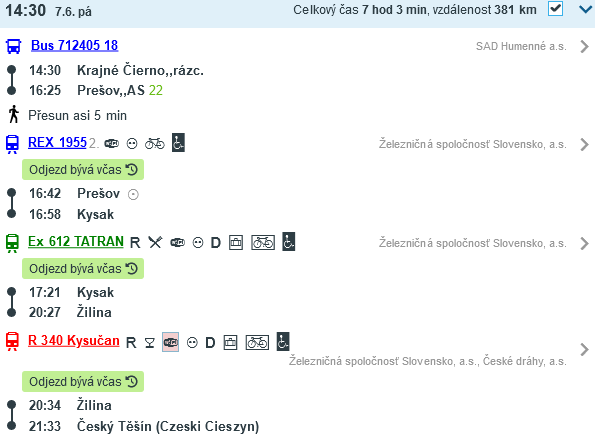 14:30 7.6. pá Celkový čas 7 hod 3 min, vzdálenost 381 km
Bus 712405 18 SAD Humenné a.s.
14:30 Krajné Čierno,,rázc.
16:25 Prešov,,AS 22
Přesun asi 5 min
REX 1955 2. Železničná spoločnosť Slovensko, a.s.
Odjezd bývá včas
16:42 Prešov
16:58 Kysak
Ex 612 TATRAN R D Železničná spoločnosť Slovensko, a.s.
Odjezd bývá včas
17:21 Kysak
20:27 Žilina
R 340 Kysučan R D
Železničná spoločnosť Slovensko, a.s., České dráhy, a.s.
Odjezd bývá včas
20:34 Žilina
21:33 Český Těšín (Czeski Cieszyn)